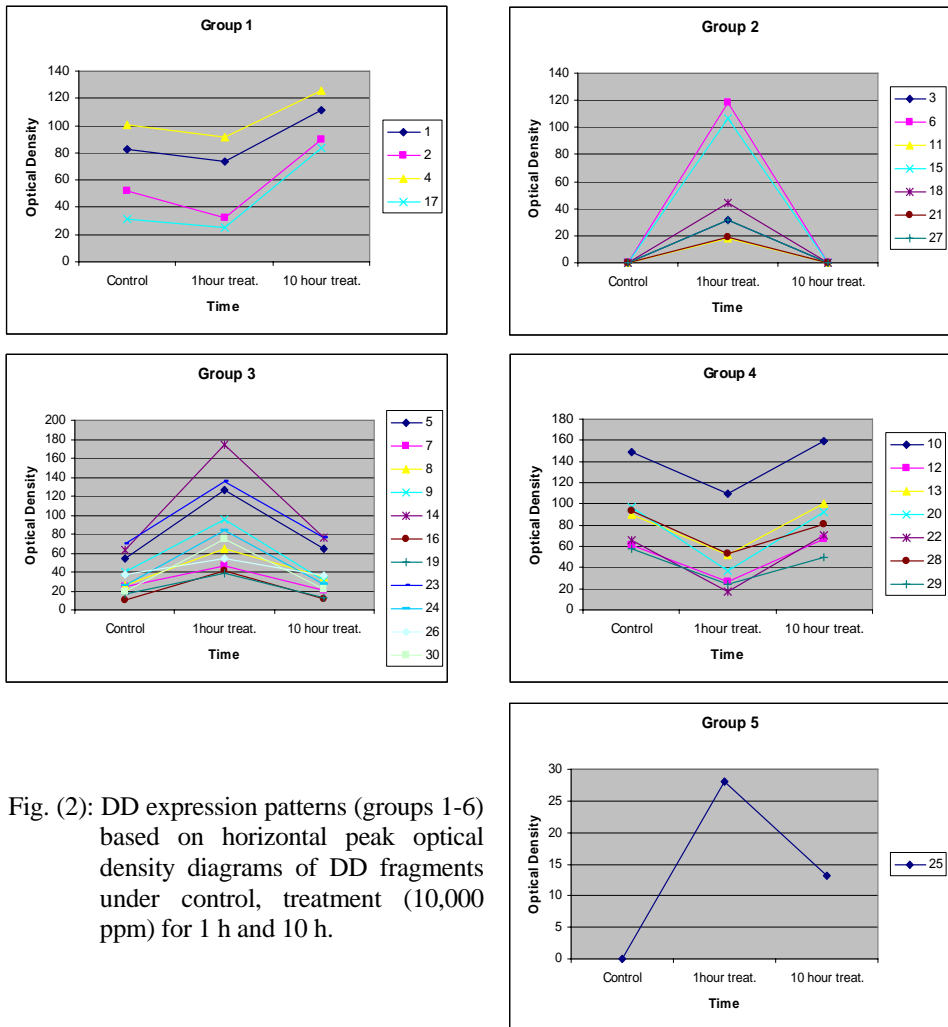 Group 1
140
120
100
80
60
40
20
0
Optical Density
Control 1hour treat. 10 hour treat.
Time
1
2
4
17
Group 2
140
120
100
80
60
40
20
0
Optical Density
Control 1hour treat. 10 hour treat.
Time
3
6
11
15
18
21
27
Group 3
200
180
160
140
120
100
80
60
40
20
0
Optical Density
Control 1hour treat. 10 hour treat.
Time
5
7
8
9
14
16
19
23
24
26
30
Group 4
180
160
140
120
100
80
60
40
20
0
Optical Density
Control 1hour treat. 10 hour treat.
Time
10
12
13
20
22
28
29
Group 5
30
25
20
15
10
5
0
Optical Density
Control 1hour treat. 10 hour treat.
Time
25
Fig. (2): DD expression patterns (groups 1-6)
based on horizontal peak optical
density diagrams of DD fragments
under control, treatment (10,000
ppm) for 1 h and 10 h.